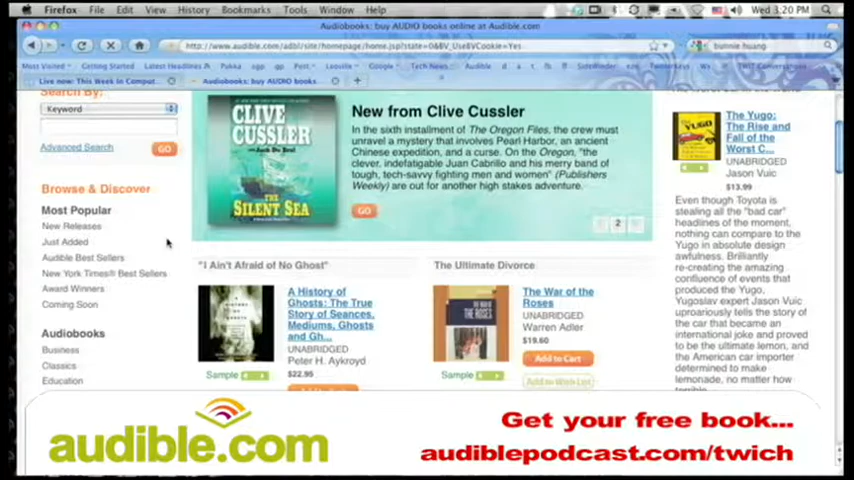 Firefox File Edit View History Bookmarks Tools Window Help
Wed 3:20 PM
Audiobooks: buy AUDIO books online at Audible.com
http://www.audible.com/adbl/site/homepage/home.jsp?state=0&BV_UseBVCookie=Yes
bunnie huang
Most Visited
Getting Started
Latest Headlines
Google
Tech News
Live now: This Week in Comput...
Audiobooks: buy AUDIO books...
Search By:
Keyword
Advanced Search
GO
Browse & Discover
Most Popular
New Releases
Just Added
Audible Best Sellers
New York Times® Best Sellers
Award Winners
Coming Soon
Audiobooks
Business
Classics
Education
CLIVE
CUSSLER
THE
SILENT SEA
New from Clive Cussler
In the sixth installment of The Oregon Files, the crew must
unravel a mystery that involves Pearl Harbor, an ancient
Chinese expedition, and a curse. On the Oregon, "the
clever, indefatigable Juan Cabrillo and his merry band of
tough, tech-savvy fighting men and women" (Publishers
Weekly) are out for another high stakes adventure.
GO
2
"I Ain't Afraid of No Ghost"
A History of
Ghosts: The True
Story of Seances,
Mediums, Ghosts
and Gh...
UNABRIDGED
Peter H. Aykroyd
$22.95
Sample
The Ultimate Divorce
The War of the
Roses
UNABRIDGED
Warren Adler
$19.60
Add to Cart
Add to Wish List
Sample
YUGO
The Yugo:
The Rise and
Fall of the
Worst C...
UNABRIDGED
Jason Vuic
$13.99
Even though Toyota is
stealing all the "bad car"
headlines of the moment,
nothing can compare to the
Yugo in absolute design
awfulness. Brilliantly
re-creating the amazing
confluence of events that
produced the Yugo,
Yugoslav expert Jason Vuic
uproariously tells the story of
the car that became an
international joke and proved
to be the ultimate lemon, and
the American car importer
determined to make
lemonade, no matter how
terrible
audible.com
Get your free book...
audiblepodcast.com/twich